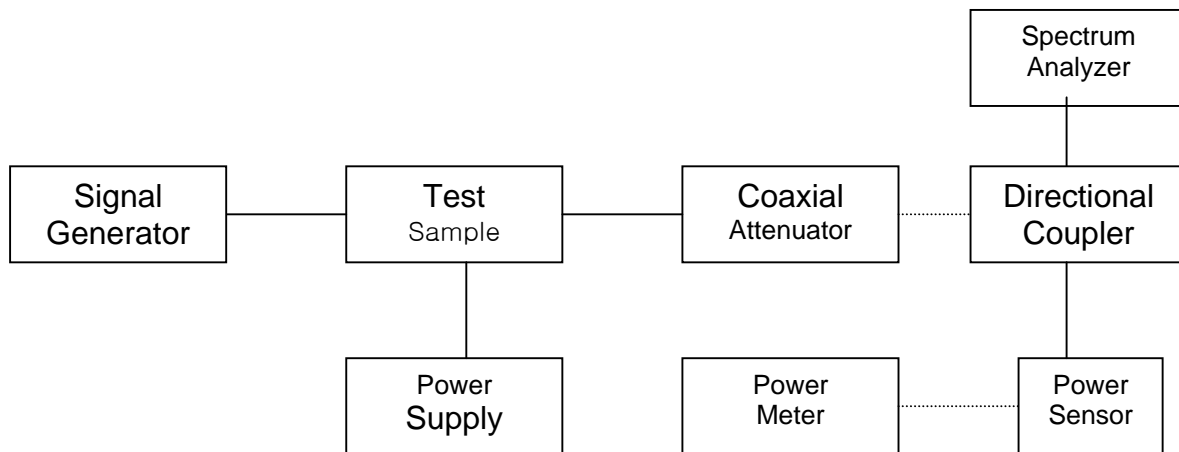 Spectrum
Analyzer
Signal
Generator
Test
Sample
Coaxial
Attenuator
Directional
Coupler
Power
Supply
Power
Meter
Power
Sensor